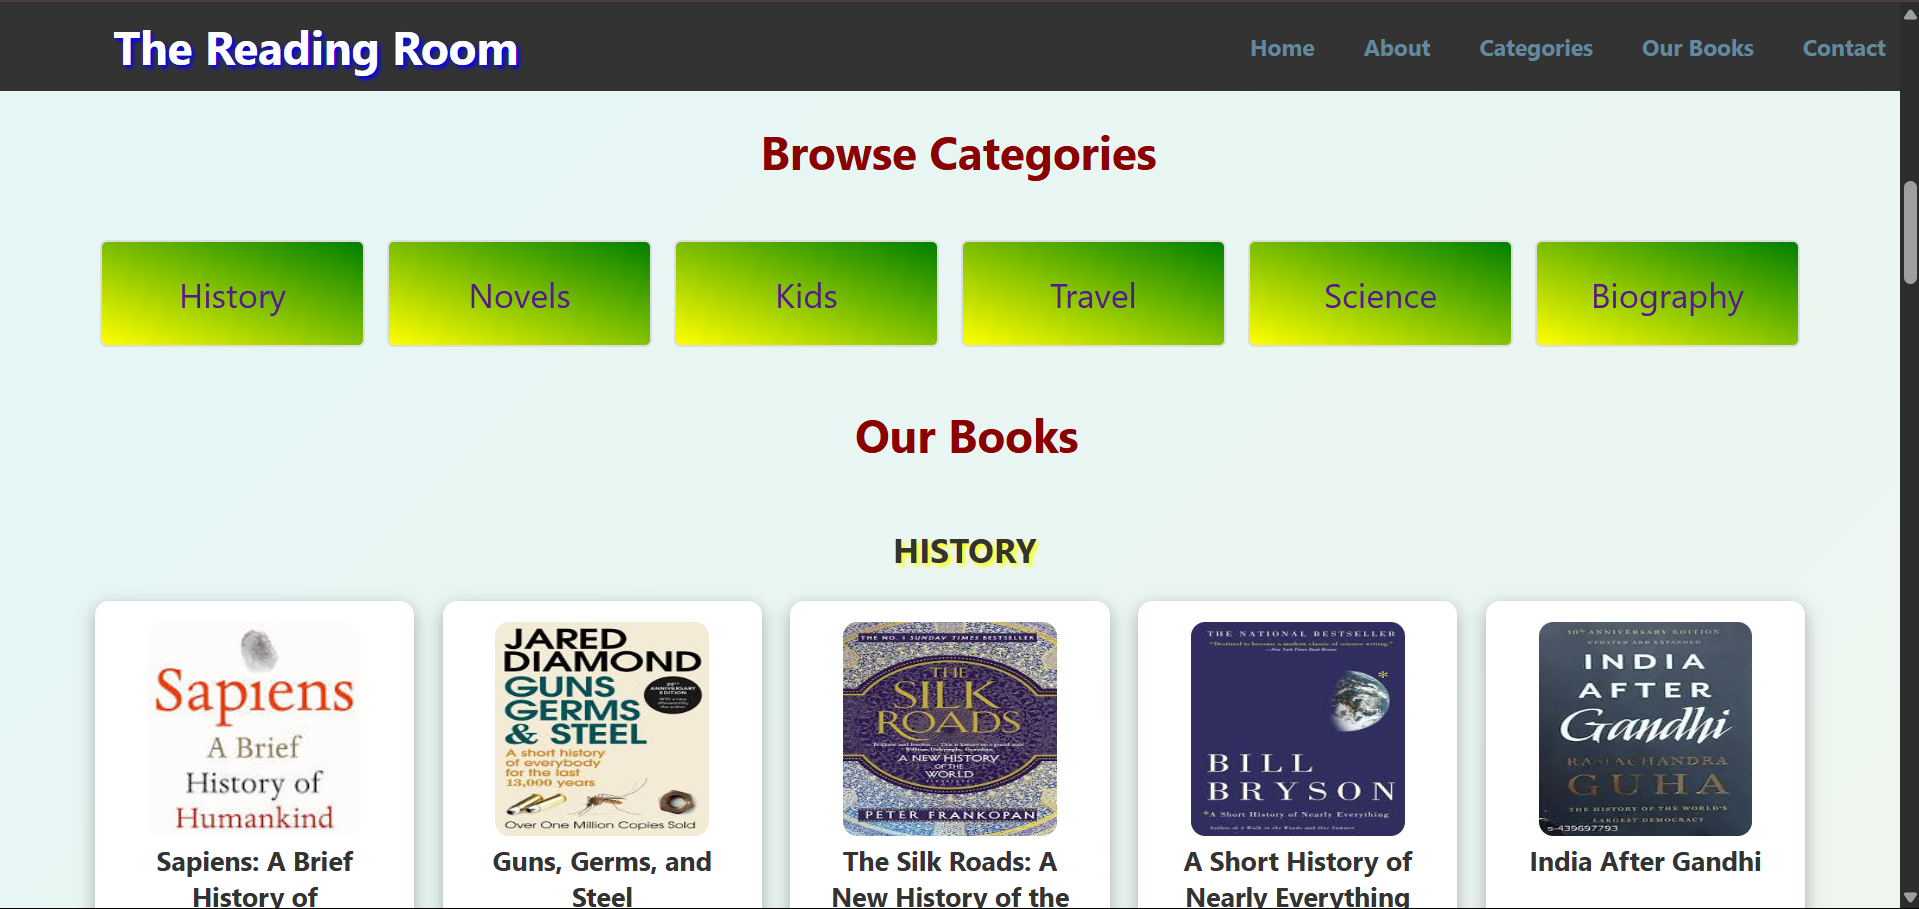 The Reading Room
Home About Categories Our Books Contact
Browse Categories
History Novels Kids Travel Science Biography
Our Books
HISTORY
Sapiens
A Brief
History of
Humankind
Sapiens: A Brief
History of
JARED
DIAMOND
GUNS
GERMS
& STEEL
A short history
of everybody
for the last
13,000 years
Over One Million Copies Sold
Guns, Germs, and
Steel
THE NO. 1 SUNDAY TIMES BESTSELLER
THE
SILK
ROADS
A NEW HISTORY
OF THE
WORLD
PETER FRANKOPAN
The Silk Roads: A
New History of the
THE NATIONAL BESTSELLER
BILL
BRYSON
*A Short History of Nearly Everything
A Short History of
Nearly Everything
10TH ANNIVERSARY EDITION
UPDATED AND EXPANDED
INDIA
AFTER
Gandhi
RAMACHANDRA
GUHA
THE HISTORY OF THE WORLD'S
LARGEST DEMOCRACY
s-439697793
India After Gandhi